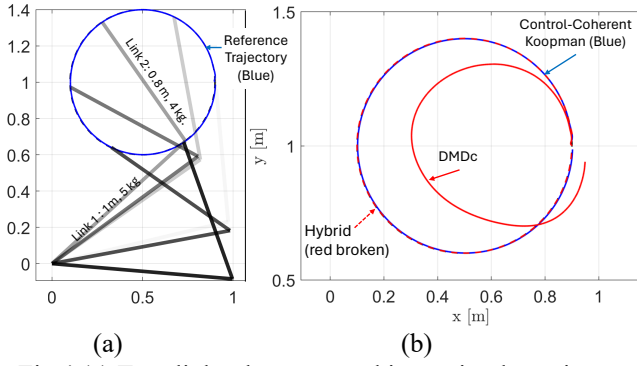 1.4
1.2
1
0.8
0.6
0.4
0.2
0
0
0.5
1
Reference
Trajectory
(Blue)
Link 2: 0.8 m, 4 kg.
Link 1: 1m, 5 kg
(a)
1.5
1
0.5
y [m]
0
0.2
0.4
0.6
0.8
1
x [m]
Control-Coherent
Koopman (Blue)
DMDc
Hybrid
(red broken)
(b)